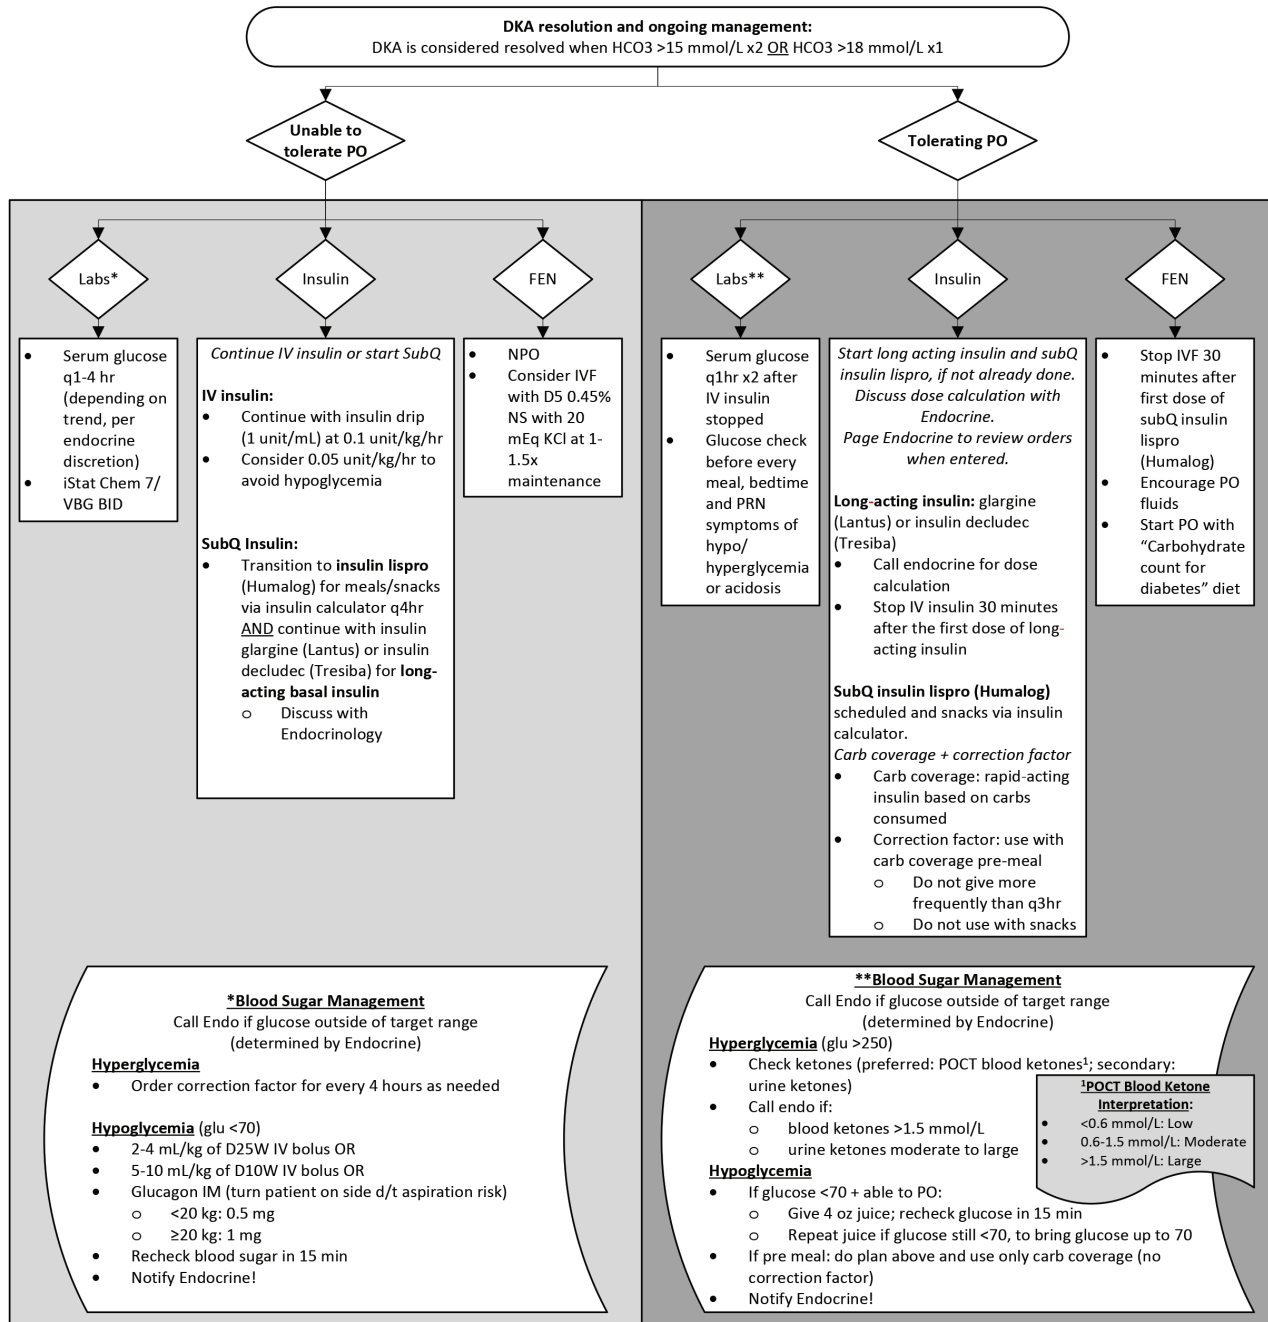 DKA resolution and ongoing management:
DKA is considered resolved when HCO3 >15 mmol/L x2 OR HCO3 >18 mmol/L x1
Unable to
tolerate PO
Tolerating PO
Labs*
Insulin
FEN
Labs**
Insulin
FEN
• Serum glucose
q1-4 hr
(depending on
trend, per
endocrine
discretion)
• iStat Chem 7/
VBG BID
Continue IV insulin or start SubQ
IV insulin:
• Continue with insulin drip
(1 unit/mL) at 0.1 unit/kg/hr
• Consider 0.05 unit/kg/hr to
avoid hypoglycemia
SubQ Insulin:
• Transition to insulin lispro
(Humalog) for meals/snacks
via insulin calculator q4hr
AND continue with insulin
glargine (Lantus) or insulin
decludec (Tresiba) for long-
acting basal insulin
o Discuss with
Endocrinology
• NPO
• Consider IVF
with D5 0.45%
NS with 20
mEq KCl at 1-
1.5x
maintenance
• Serum glucose
q1hr x2 after
IV insulin
stopped
• Glucose check
before every
meal, bedtime
and PRN
symptoms of
hypo/
hyperglycemia
or acidosis
Start long acting insulin and subQ
insulin lispro, if not already done.
Discuss dose calculation with
Endocrine.
Page Endocrine to review orders
when entered.
Long-acting insulin: glargine
(Lantus) or insulin decludec
(Tresiba)
• Call endocrine for dose
calculation
• Stop IV insulin 30 minutes
after the first dose of long-
acting insulin
SubQ insulin lispro (Humalog)
scheduled and snacks via insulin
calculator.
Carb coverage + correction factor
• Carb coverage: rapid-acting
insulin based on carbs
consumed
• Correction factor: use with
carb coverage pre-meal
o Do not give more
frequently than q3hr
o Do not use with snacks
• Stop IVF 30
minutes after
first dose of
subQ insulin
lispro
(Humalog)
• Encourage PO
fluids
• Start PO with
“Carbohydrate
count for
diabetes” diet
*Blood Sugar Management
Call Endo if glucose outside of target range
(determined by Endocrine)
Hyperglycemia
• Order correction factor for every 4 hours as needed
Hypoglycemia (glu <70)
• 2-4 mL/kg of D25W IV bolus OR
• 5-10 mL/kg of D10W IV bolus OR
• Glucagon IM (turn patient on side d/t aspiration risk)
o <20 kg: 0.5 mg
o ≥20 kg: 1 mg
• Recheck blood sugar in 15 min
• Notify Endocrine!
**Blood Sugar Management
Call Endo if glucose outside of target range
(determined by Endocrine)
Hyperglycemia (glu >250)
• Check ketones (preferred: POCT blood ketones¹; secondary:
urine ketones)
• Call endo if:
o blood ketones >1.5 mmol/L
o urine ketones moderate to large
Hypoglycemia
• If glucose <70 + able to PO:
o Give 4 oz juice; recheck glucose in 15 min
o Repeat juice if glucose still <70, to bring glucose up to 70
• If pre meal: do plan above and use only carb coverage (no
correction factor)
• Notify Endocrine!
¹POCT Blood Ketone
Interpretation:
• <0.6 mmol/L: Low
• 0.6-1.5 mmol/L: Moderate
• >1.5 mmol/L: Large